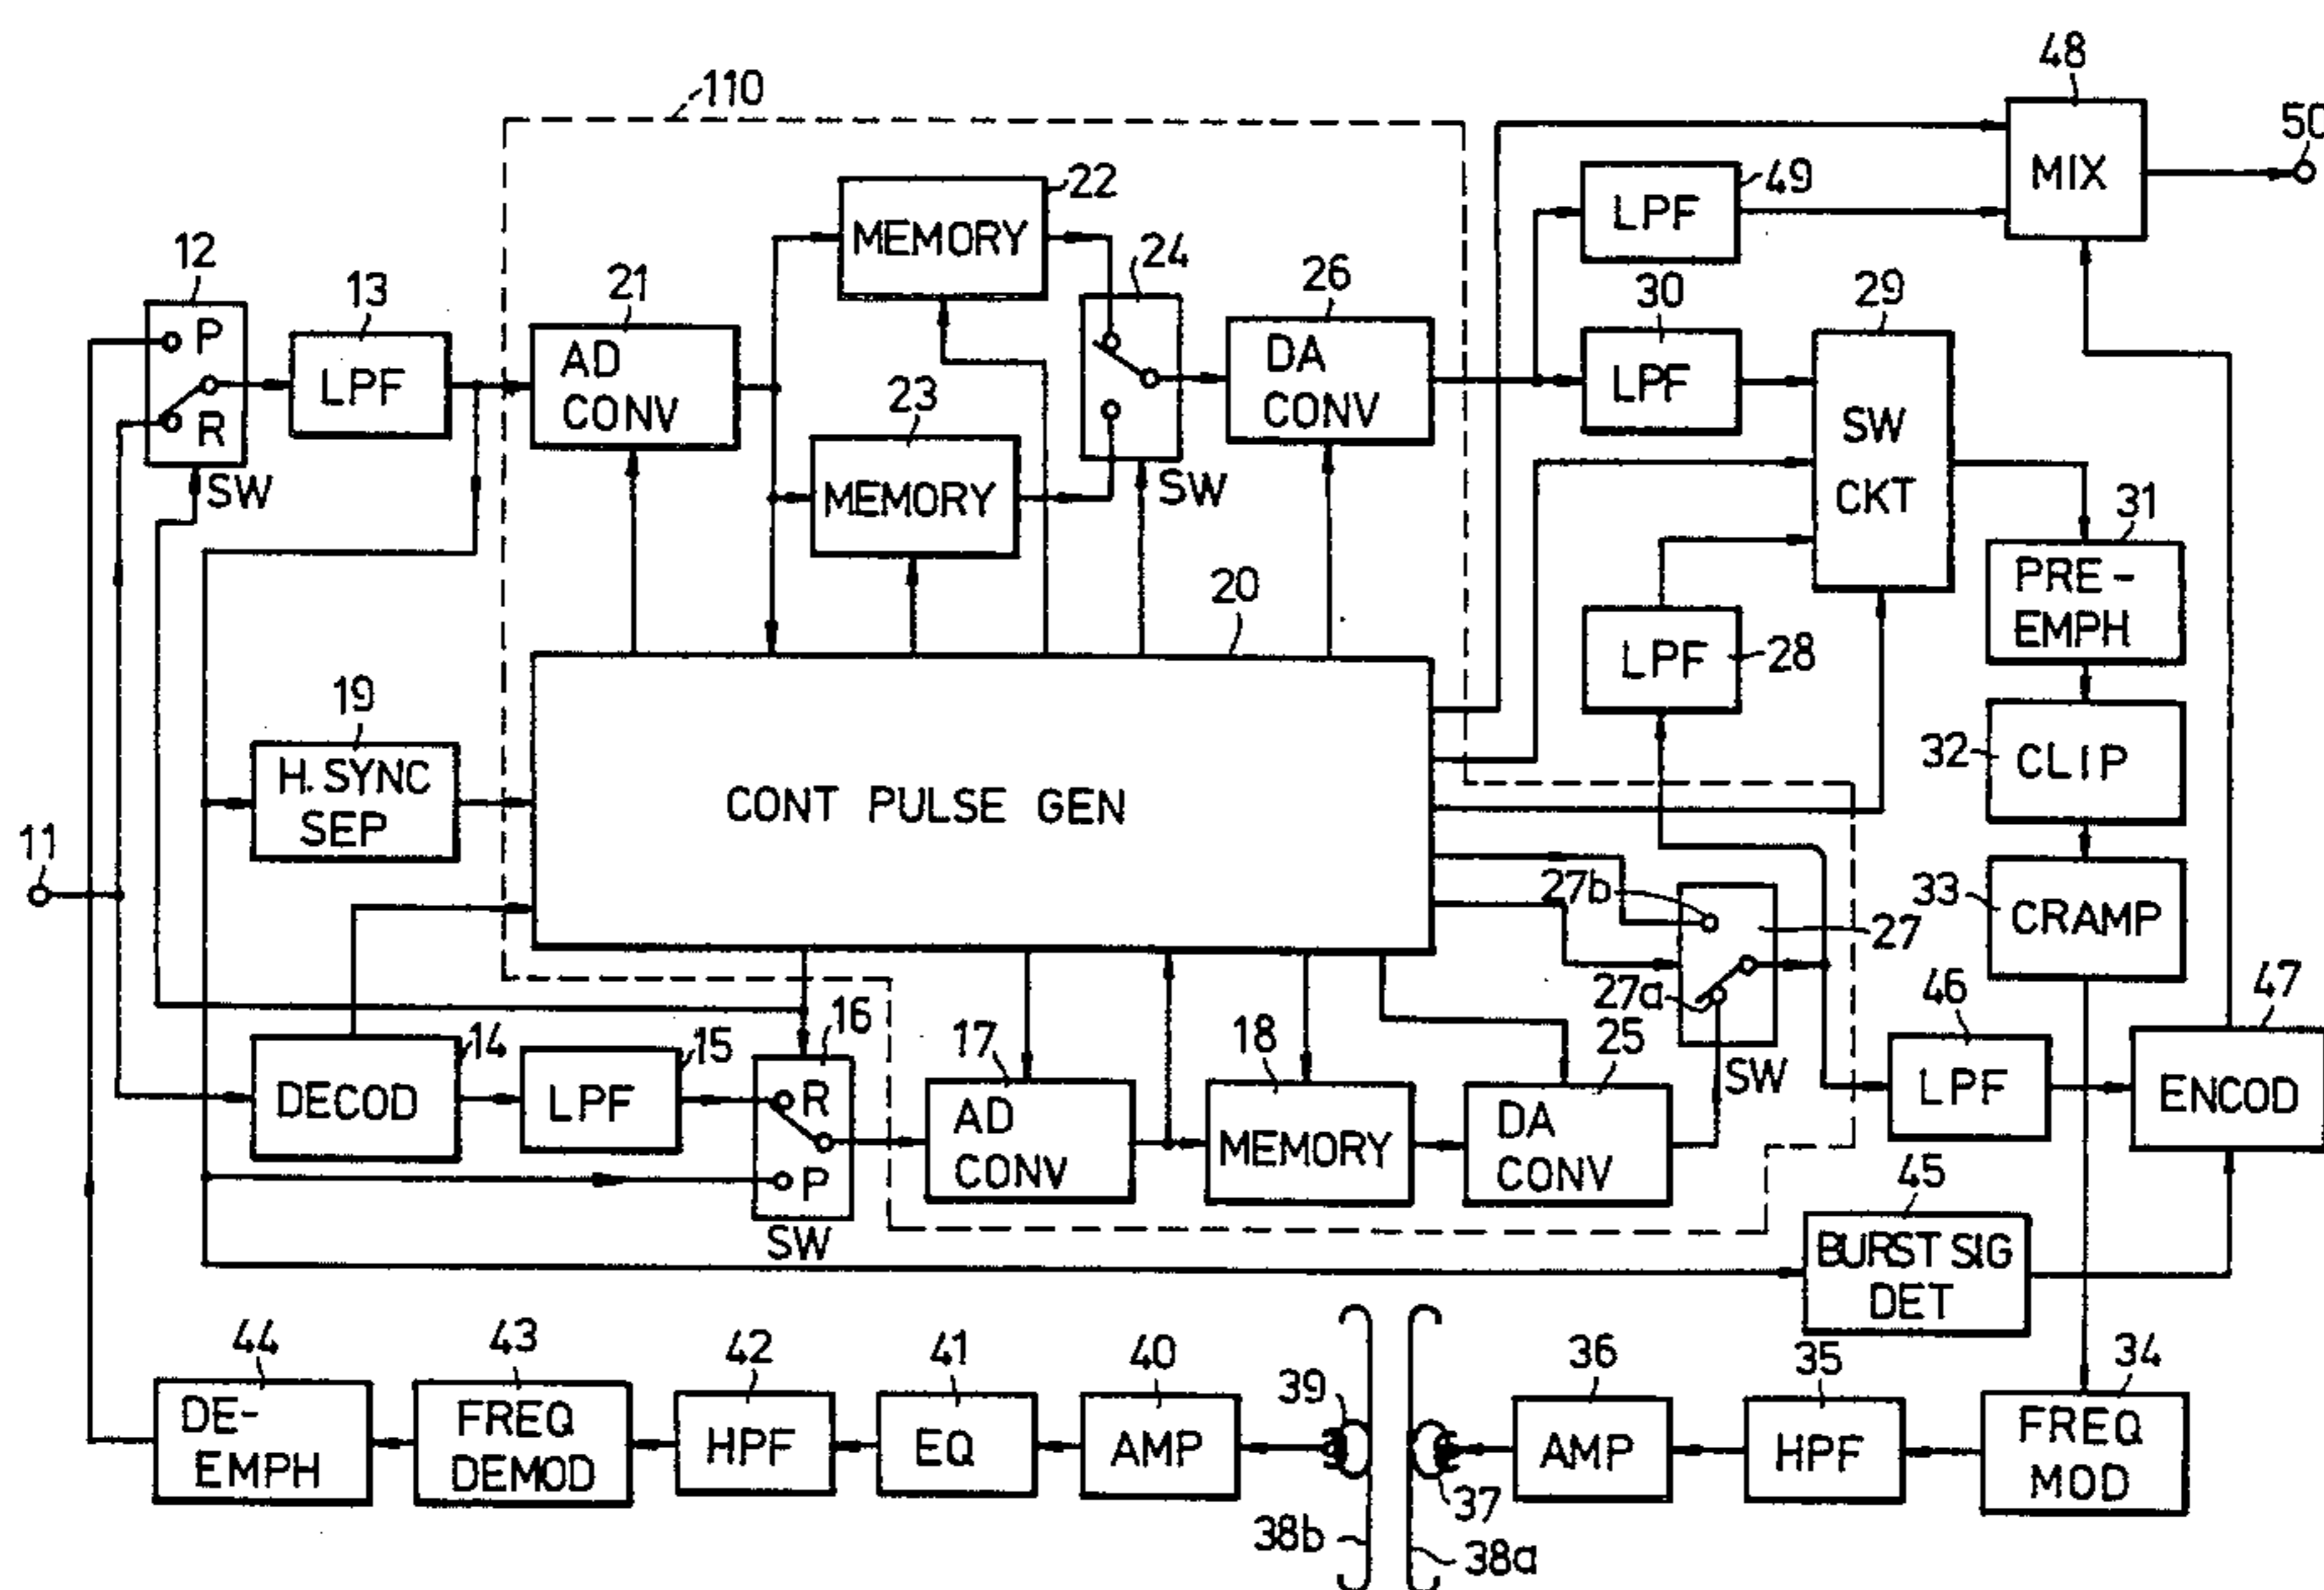 110
48
MIX
50
22
MEMORY
49
LPF
12
P
R
SW
13
LPF
21
AD
CONV
24
SW
26
DA
CONV
30
LPF
29
SW
CKT
23
MEMORY
31
PRE-
EMPH
20
CONT PULSE GEN
28
LPF
19
H. SYNC
SEP
32
CLIP
11
27b
27
27a
SW
33
CRAMP
14
DECOD
15
LPF
16
R
P
SW
17
AD
CONV
18
MEMORY
25
DA
CONV
46
LPF
47
ENCOD
45
BURST SIG
DET
44
DE-
EMPH
43
FREQ
DEMOD
42
HPF
41
EQ
40
AMP
39
38b
37
38a
36
AMP
35
HPF
34
FREQ
MOD